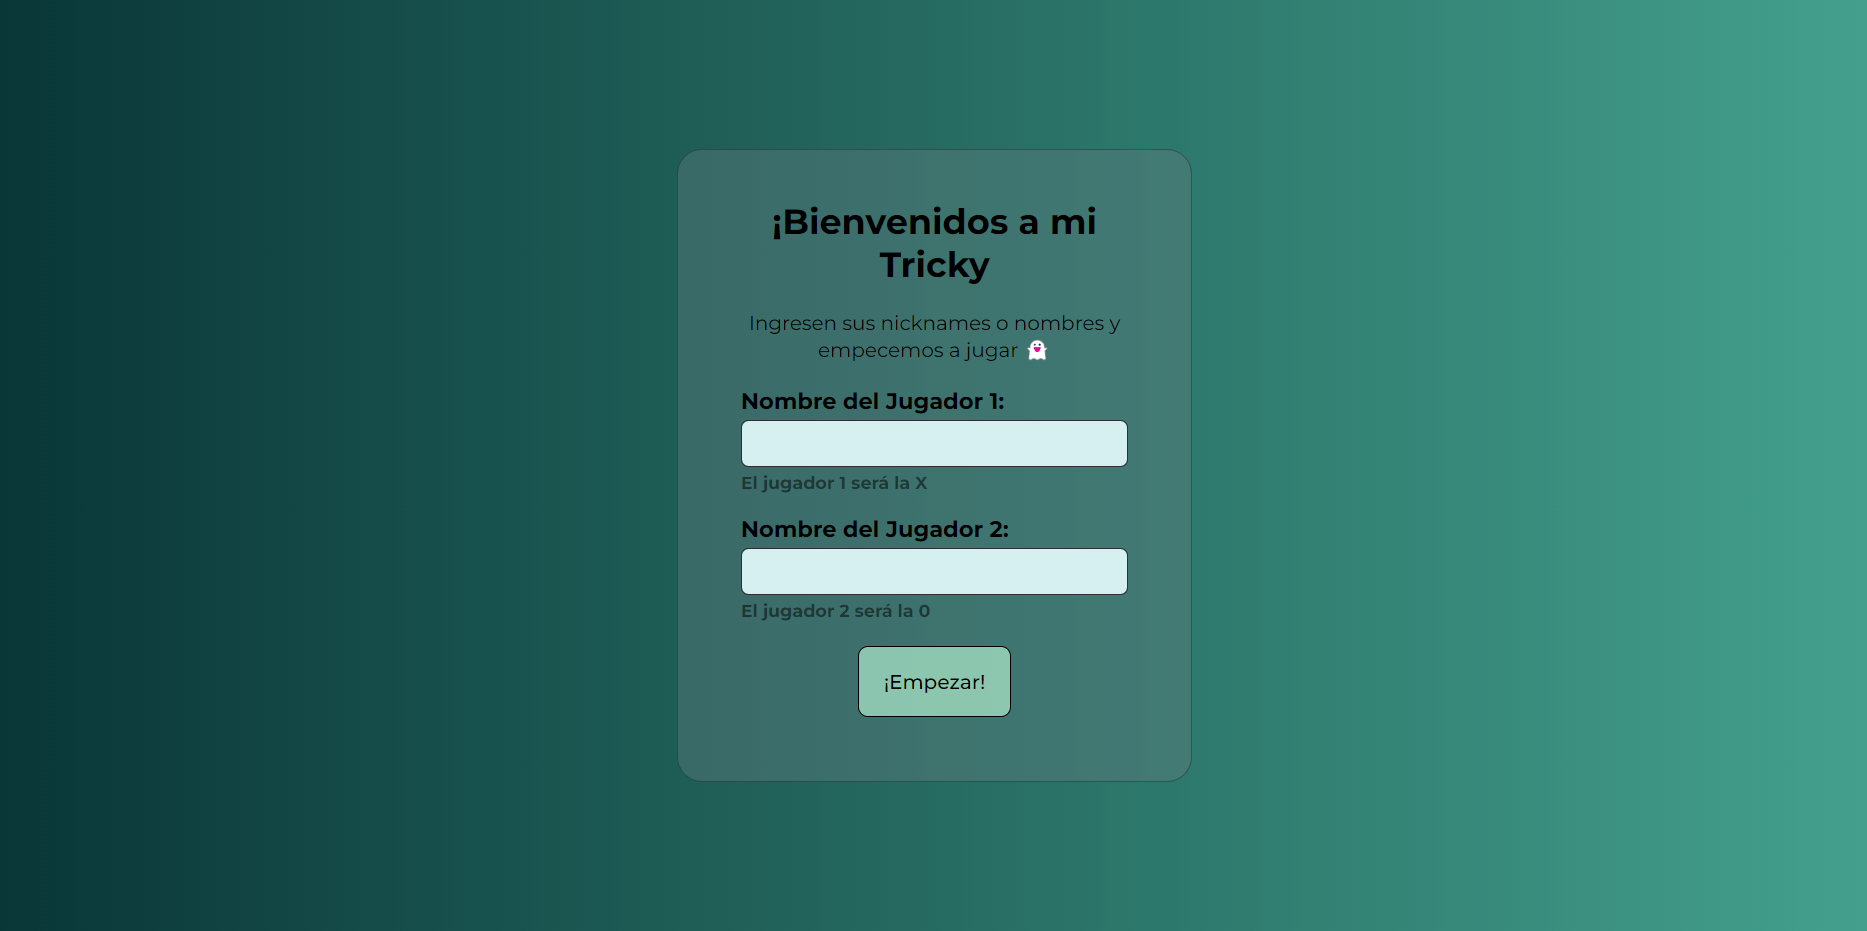 ¡Bienvenidos a mi
Tricky
Ingresen sus nicknames o nombres y
empecemos a jugar 👻
Nombre del Jugador 1:
El jugador 1 será la X
Nombre del Jugador 2:
El jugador 2 será la 0
¡Empezar!